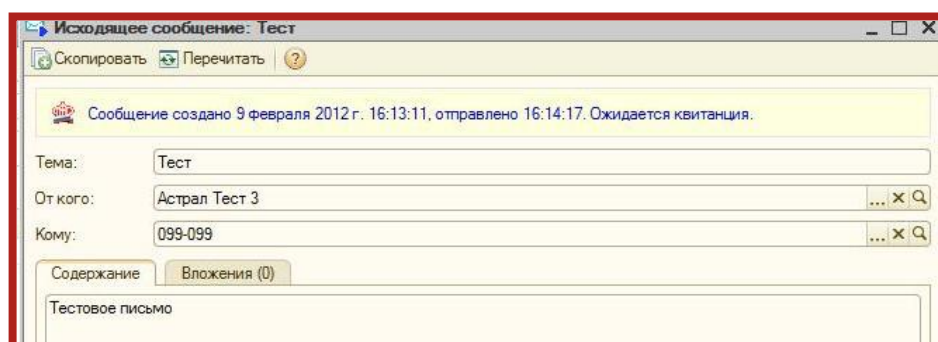 Исходящее сообщение: Тест
Скопировать Перечитать ?
Сообщение создано 9 февраля 2012 г. 16:13:11, отправлено 16:14:17. Ожидается квитанция.
Тема: Тест
От кого: Астрал Тест 3 ...
Кому: 099-099 ...
Содержание Вложения (0)
Тестовое письмо